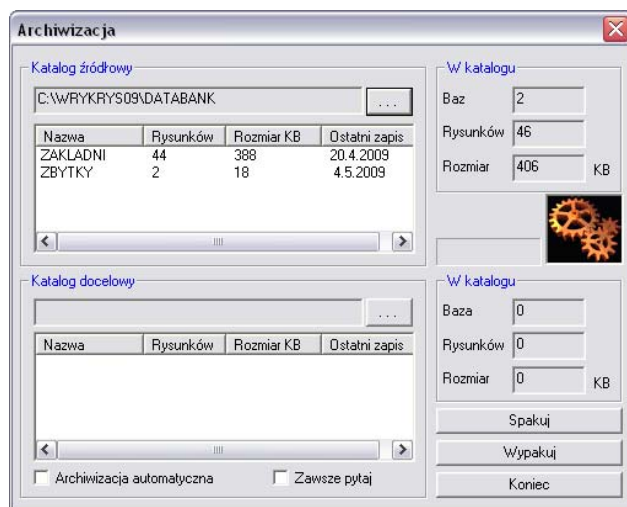 Archiwizacja
Katalog źródłowy
C:\WRYKRYS09\DATABANK
...
Nazwa Rysunków Rozmiar KB Ostatni zapis
ZAKLADNI 44 388 20.4.2009
ZBYTKY 2 18 4.5.2009
W katalogu
Baz 2
Rysunków 46
Rozmiar 406 KB
Katalog docelowy
...
Nazwa Rysunków Rozmiar KB Ostatni zapis
Archiwizacja automatyczna
Zawsze pytaj
W katalogu
Baza 0
Rysunków 0
Rozmiar 0 KB
Spakuj
Wypakuj
Koniec